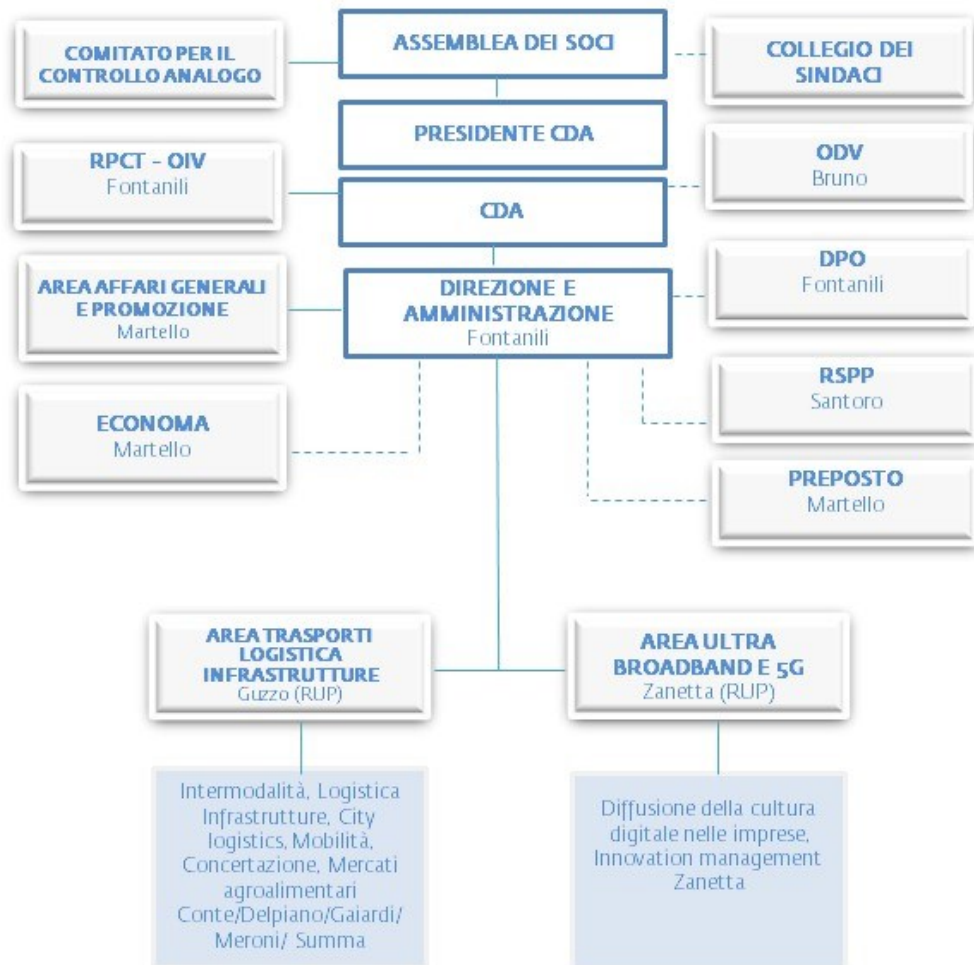 COMITATO PER IL
CONTROLLO ANALOGO
ASSEMBLEA DEI SOCI
COLLEGIO DEI
SINDACI
PRESIDENTE CDA
RPCT - OIV
Fontanili
ODV
Bruno
CDA
AREA AFFARI GENERALI
E PROMOZIONE
Martello
DIREZIONE E
AMMINISTRAZIONE
Fontanili
DPO
Fontanili
ECONOMA
Martello
RSPP
Santoro
PREPOSTO
Martello
AREA TRASPORTI
LOGISTICA
INFRASTRUTTURE
Guzzo (RUP)
AREA ULTRA
BROADBAND E 5G
Zanetta (RUP)
Intermodalità, Logistica
Infrastrutture, City
logistics, Mobilità,
Concertazione, Mercati
agroalimentari
Conte/Delpiano/Gaiardi/
Meroni/ Summa
Diffusione della cultura
digitale nelle imprese,
Innovation management
Zanetta